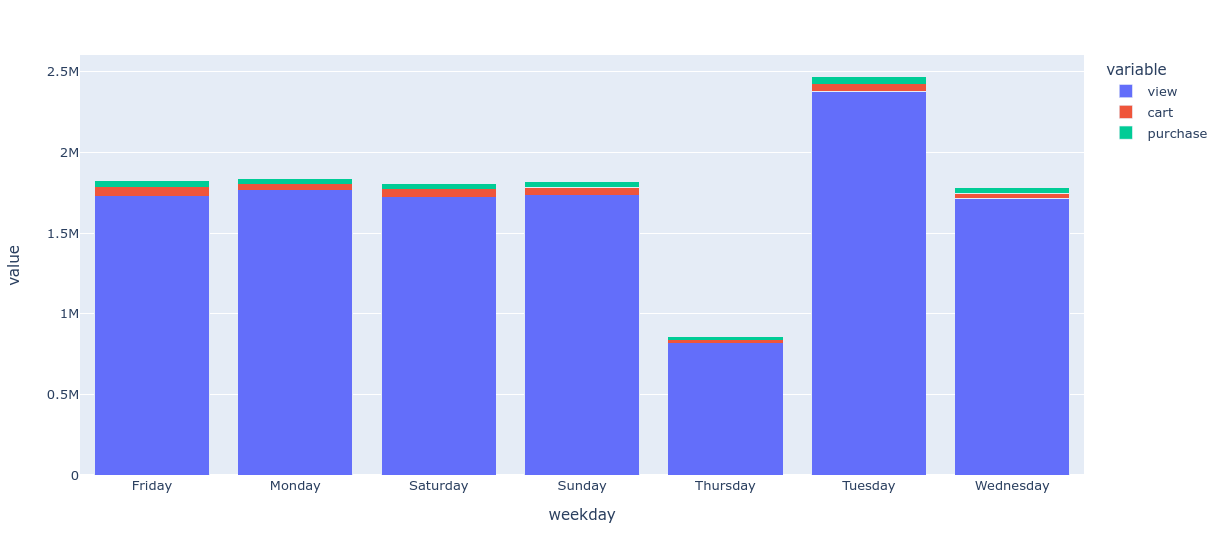 2.5M
2M
1.5M
1M
0.5M
0
value
Friday Monday Saturday Sunday Thursday Tuesday Wednesday
weekday
variable
view
cart
purchase